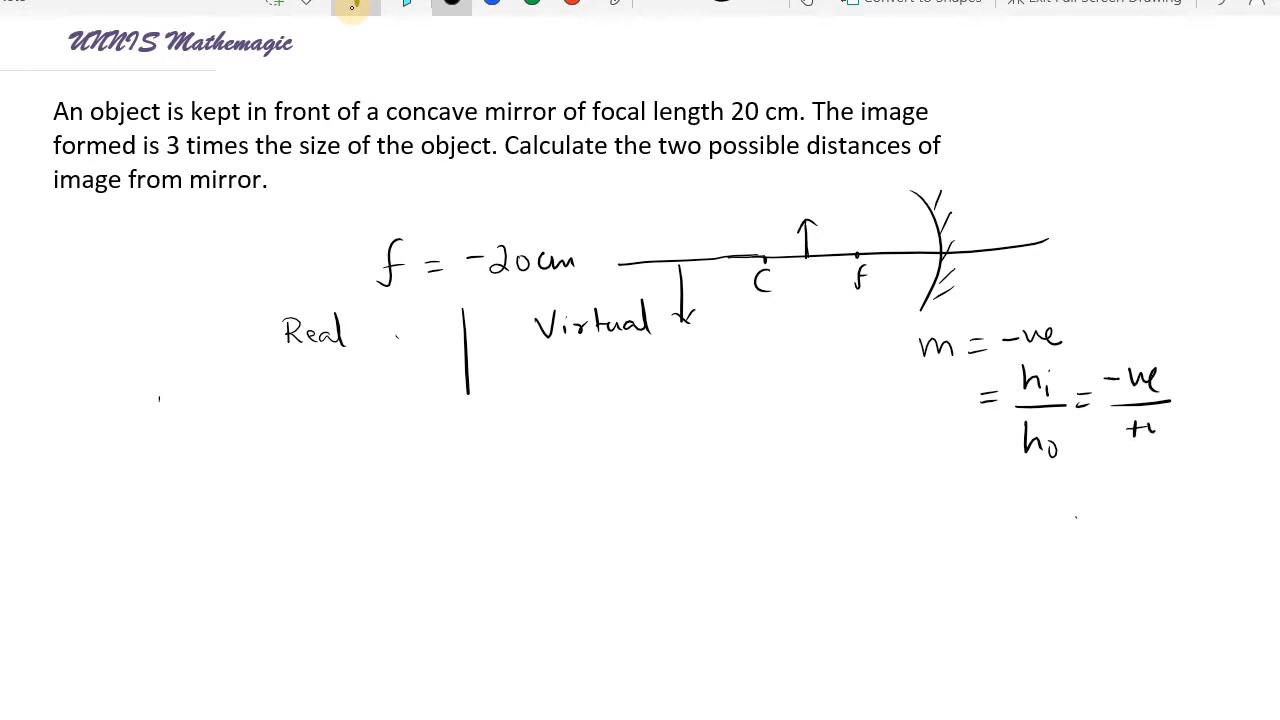 UNNIS Mathemagic
An object is kept in front of a concave mirror of focal length 20 cm. The image
formed is 3 times the size of the object. Calculate the two possible distances of
image from mirror.
f = -20cm
C f
Real Virtual
m = -ve
= hi/ho = -ve/+